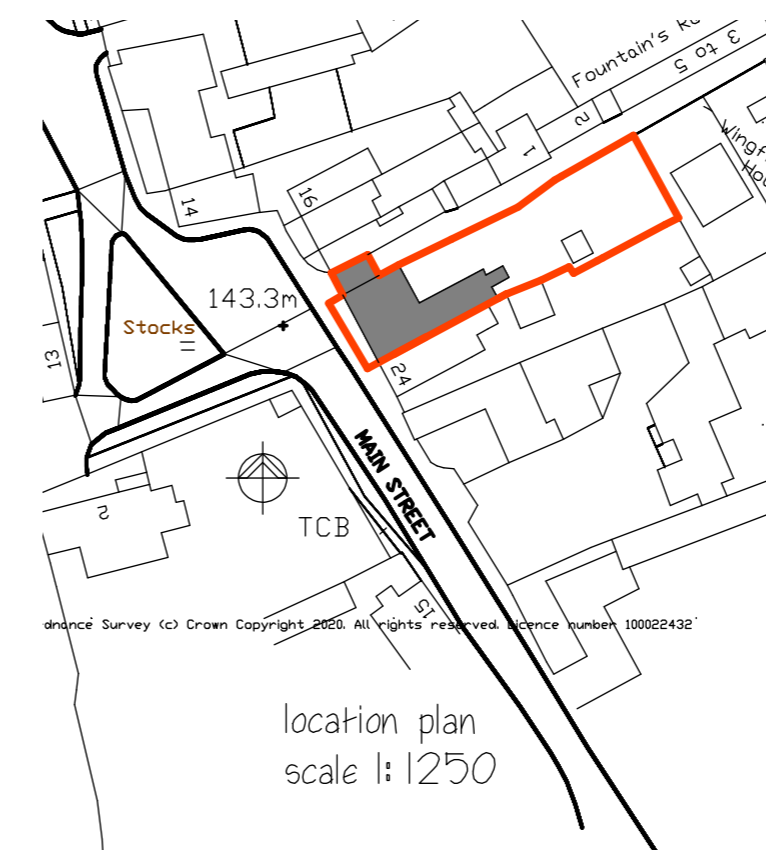 Fountain's
3 to 5
2
1
16
14
143.3m
Stocks
13
24
MAIN STREET
TCB
2
15
dnance Survey (c) Crown Copyright 2020. All rights reserved. Licence number 100022432
location plan
scale 1:1250